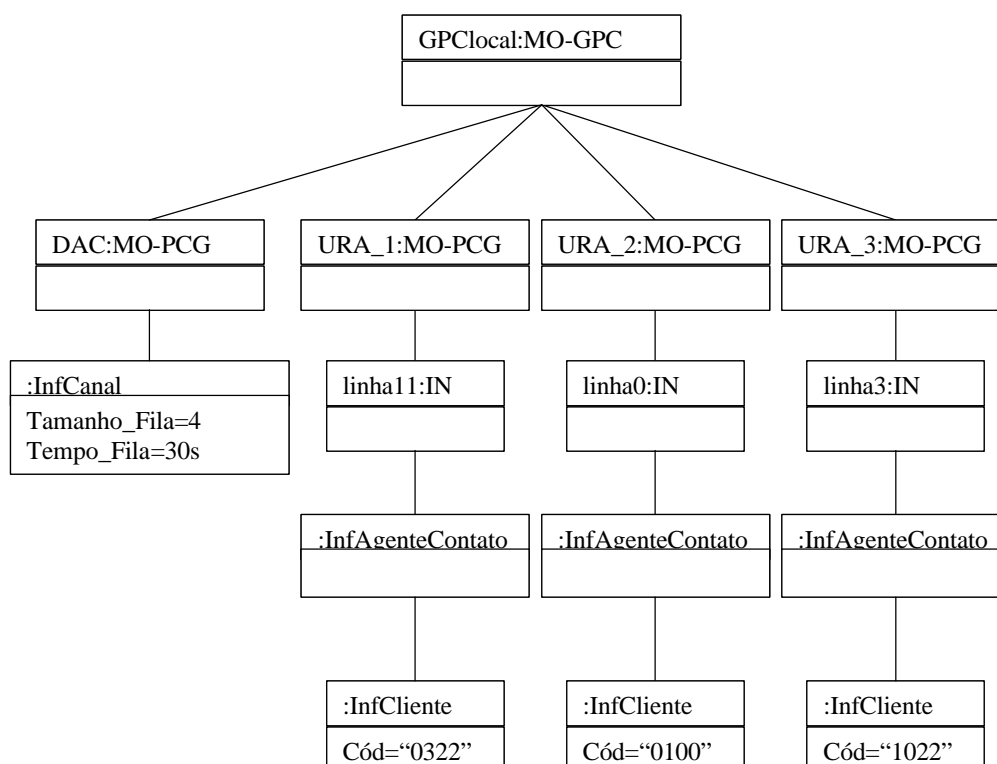 GPClocal:MO-GPC
DAC:MO-PCG
URA_1:MO-PCG
URA_2:MO-PCG
URA_3:MO-PCG
:InfCanal
Tamanho_Fila=4
Tempo_Fila=30s
linha11:IN
linha0:IN
linha3:IN
:InfAgenteContato
:InfAgenteContato
:InfAgenteContato
:InfCliente
Cód=“0322”
:InfCliente
Cód=“0100”
:InfCliente
Cód=“1022”